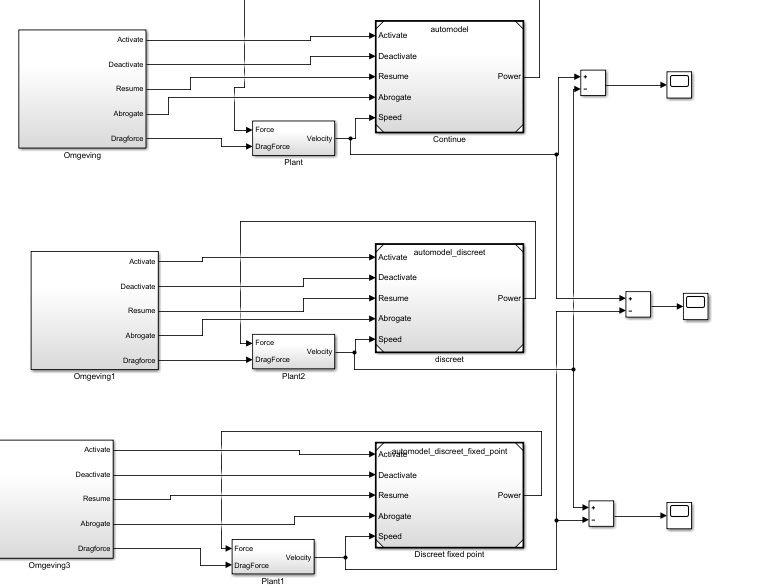 Activate
Deactivate
Resume
Abrogate
Dragforce
Omgeving
Force
DragForce
Velocity
Plant
automodel
Activate
Deactivate
Resume
Abrogate
Speed
Power
Continue
+
−
Activate
Deactivate
Resume
Abrogate
Dragforce
Omgeving1
Force
DragForce
Velocity
Plant2
automodel_discreet
Activate
Deactivate
Resume
Abrogate
Speed
Power
discreet
+
−
Activate
Deactivate
Resume
Abrogate
Dragforce
Omgeving3
Force
DragForce
Velocity
Plant1
automodel_discreet_fixed_point
Activate
Deactivate
Resume
Abrogate
Speed
Power
Discreet fixed point
+
−